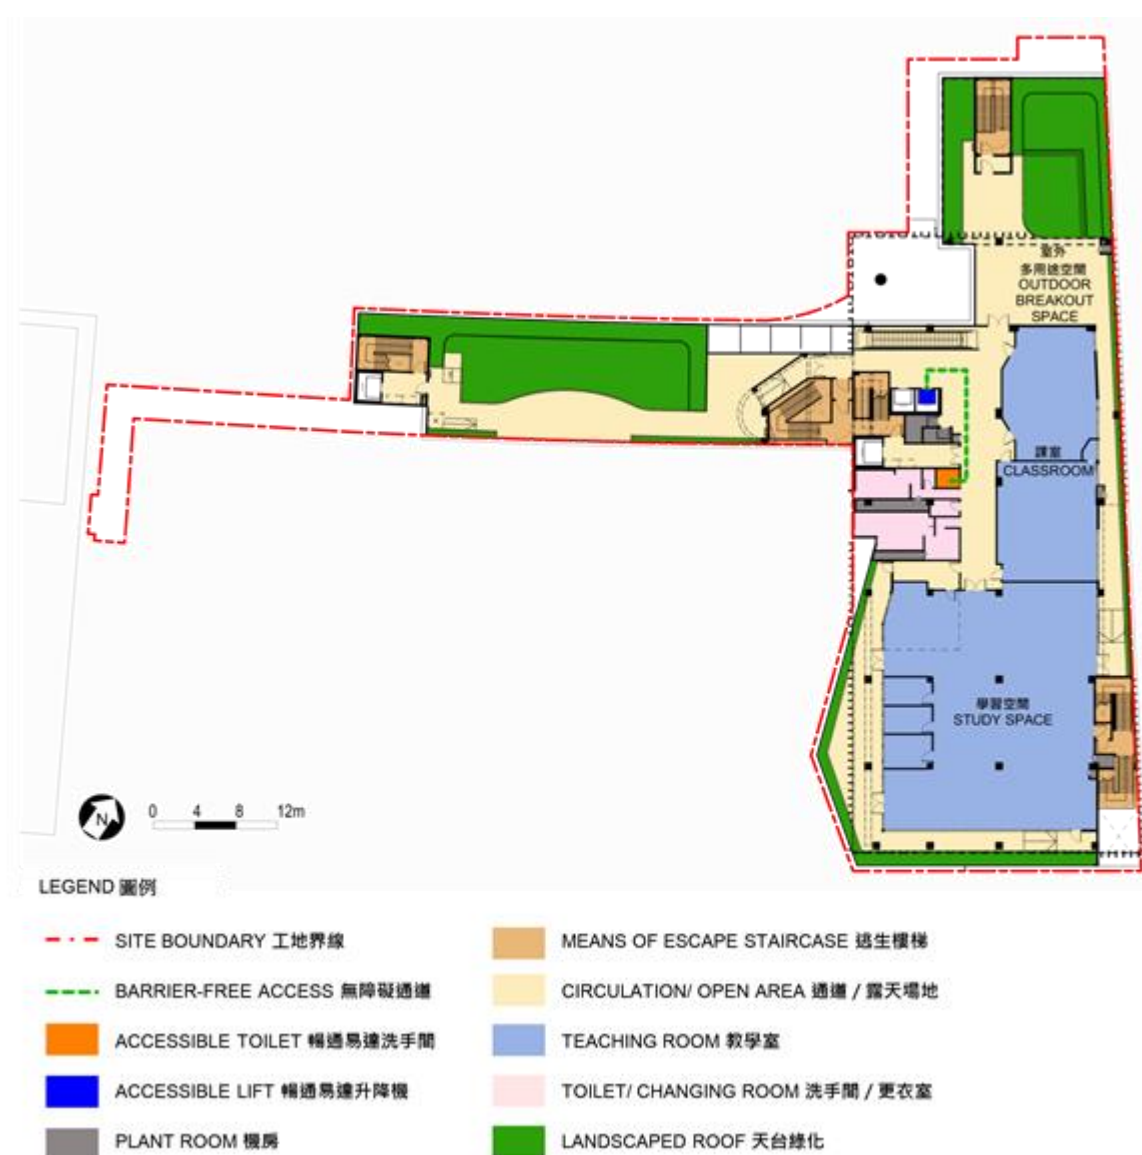 室外
多用途空間
OUTDOOR
BREAKOUT
SPACE
課室
CLASSROOM
學習空間
STUDY SPACE
N
0 4 8 12m
LEGEND 圖例
SITE BOUNDARY 工地界線
MEANS OF ESCAPE STAIRCASE 逃生樓梯
BARRIER-FREE ACCESS 無障礙通道
CIRCULATION/ OPEN AREA 通道 / 露天場地
ACCESSIBLE TOILET 暢通易達洗手間
TEACHING ROOM 教學室
ACCESSIBLE LIFT 暢通易達升降機
TOILET/ CHANGING ROOM 洗手間 / 更衣室
PLANT ROOM 機房
LANDSCAPED ROOF 天台綠化